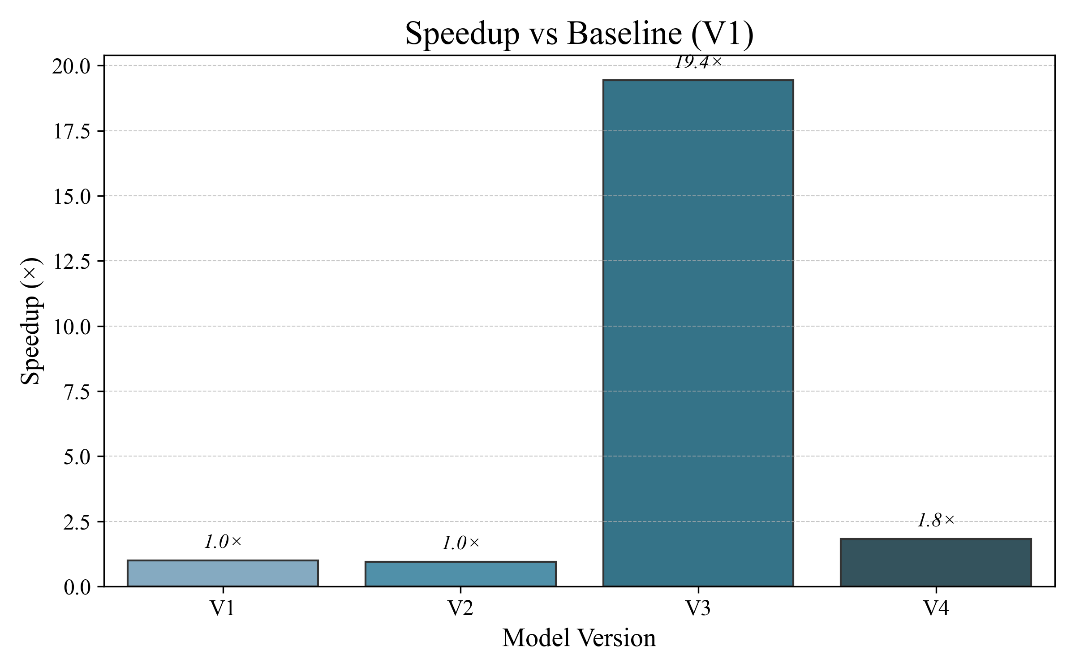 Speedup vs Baseline (V1)
20.0
17.5
15.0
12.5
10.0
7.5
5.0
2.5
0.0
Speedup (×)
1.0×
1.0×
19.4×
1.8×
V1
V2
V3
V4
Model Version